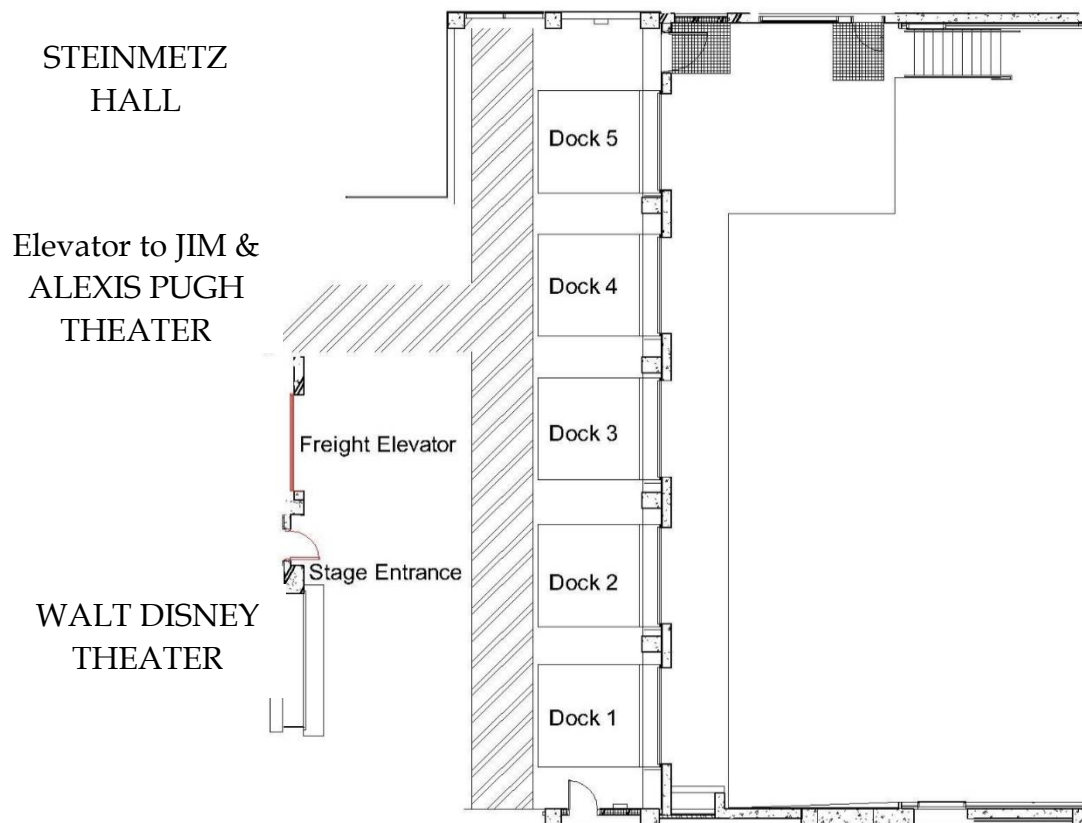 STEINMETZ
HALL
Dock 5
Elevator to JIM &
ALEXIS PUGH
THEATER
Dock 4
Dock 3
Freight Elevator
Dock 2
Stage Entrance
WALT DISNEY
THEATER
Dock 1